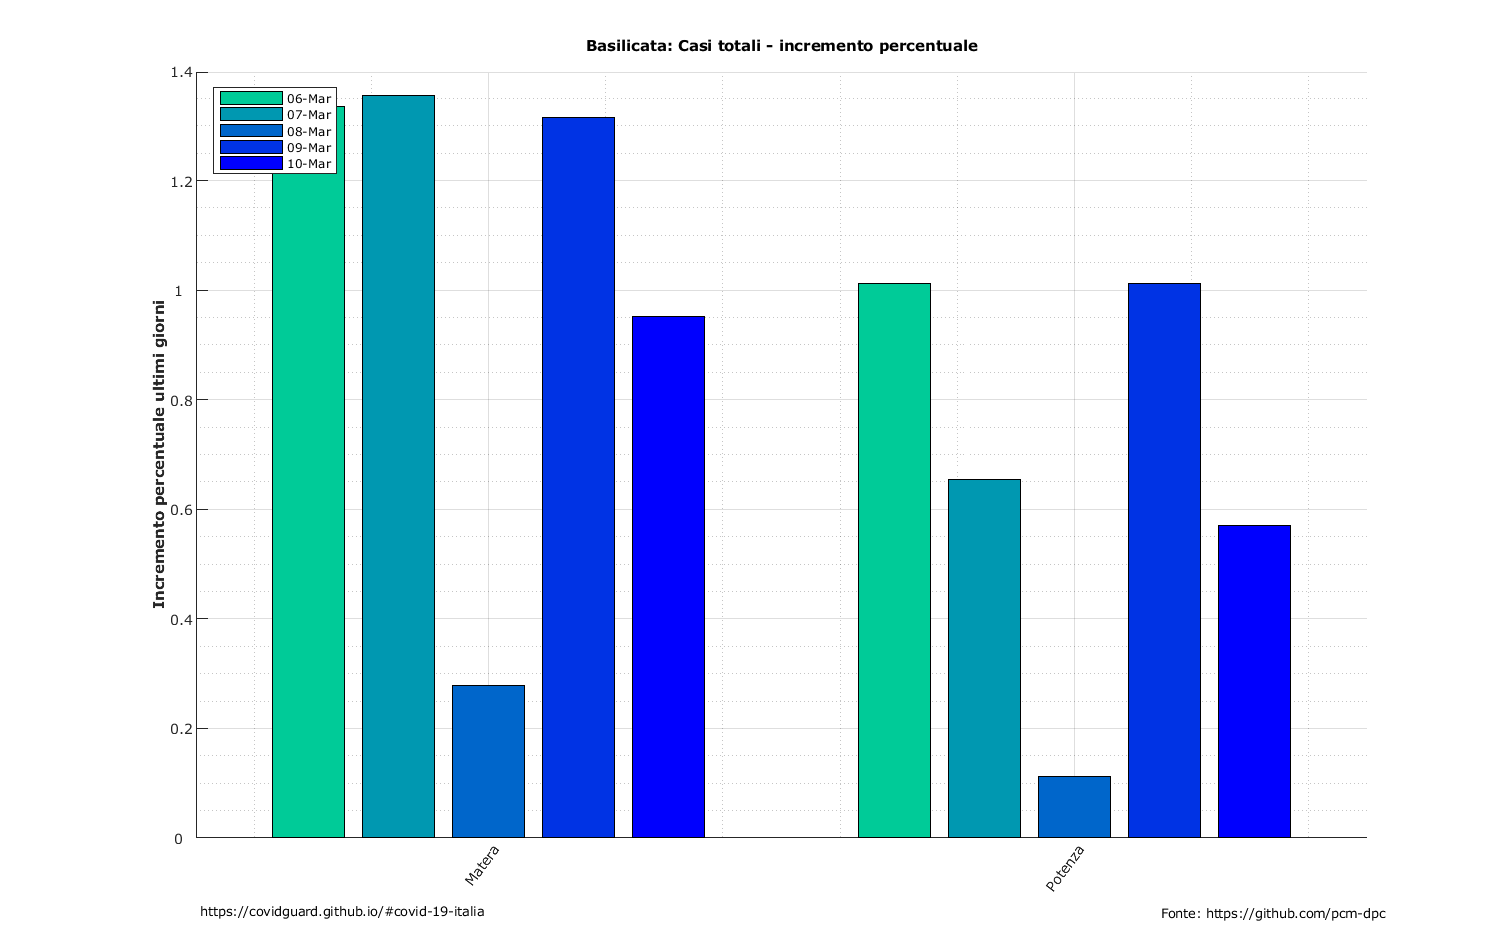 Basilicata: Casi totali - incremento percentuale
1.4
1.2
1
0.8
0.6
0.4
0.2
0
Incremento percentuale ultimi giorni
06-Mar
07-Mar
08-Mar
09-Mar
10-Mar
Matera
Potenza
https://covidguard.github.io/#covid-19-italia
Fonte: https://github.com/pcm-dpc